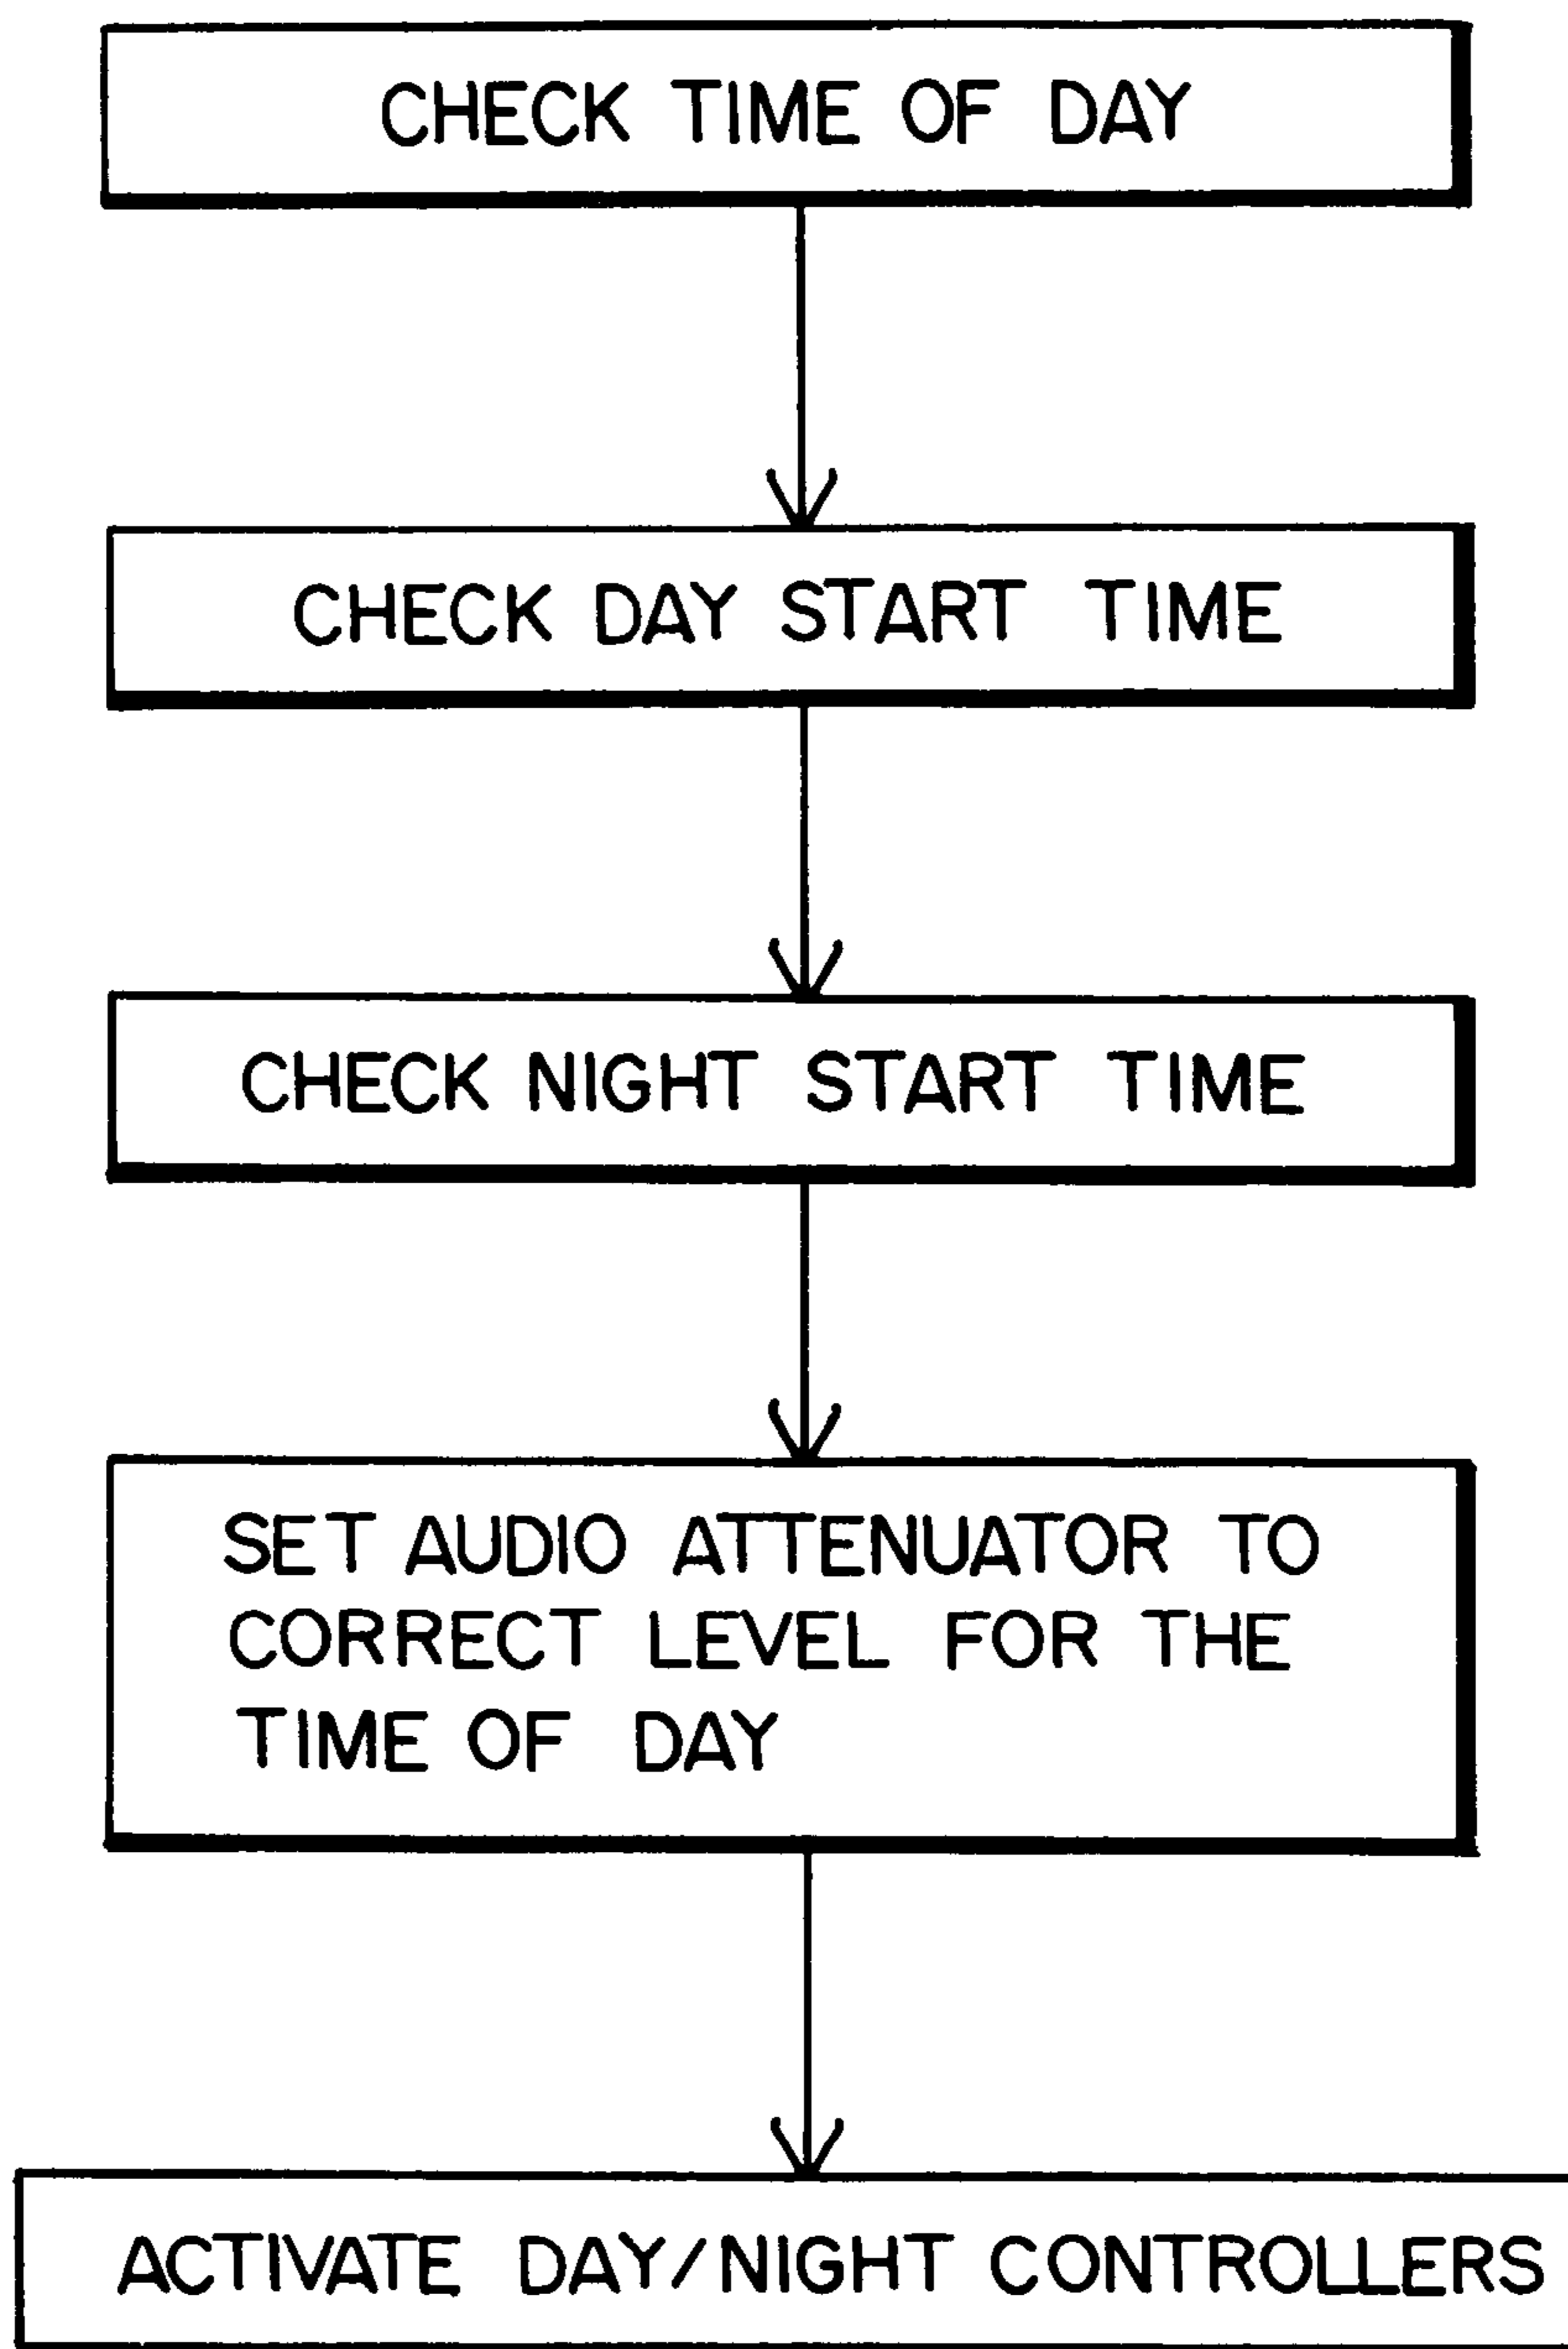 CHECK TIME OF DAY
CHECK DAY START TIME
CHECK NIGHT START TIME
SET AUDIO ATTENUATOR TO
CORRECT LEVEL FOR THE
TIME OF DAY
ACTIVATE DAY/NIGHT CONTROLLERS